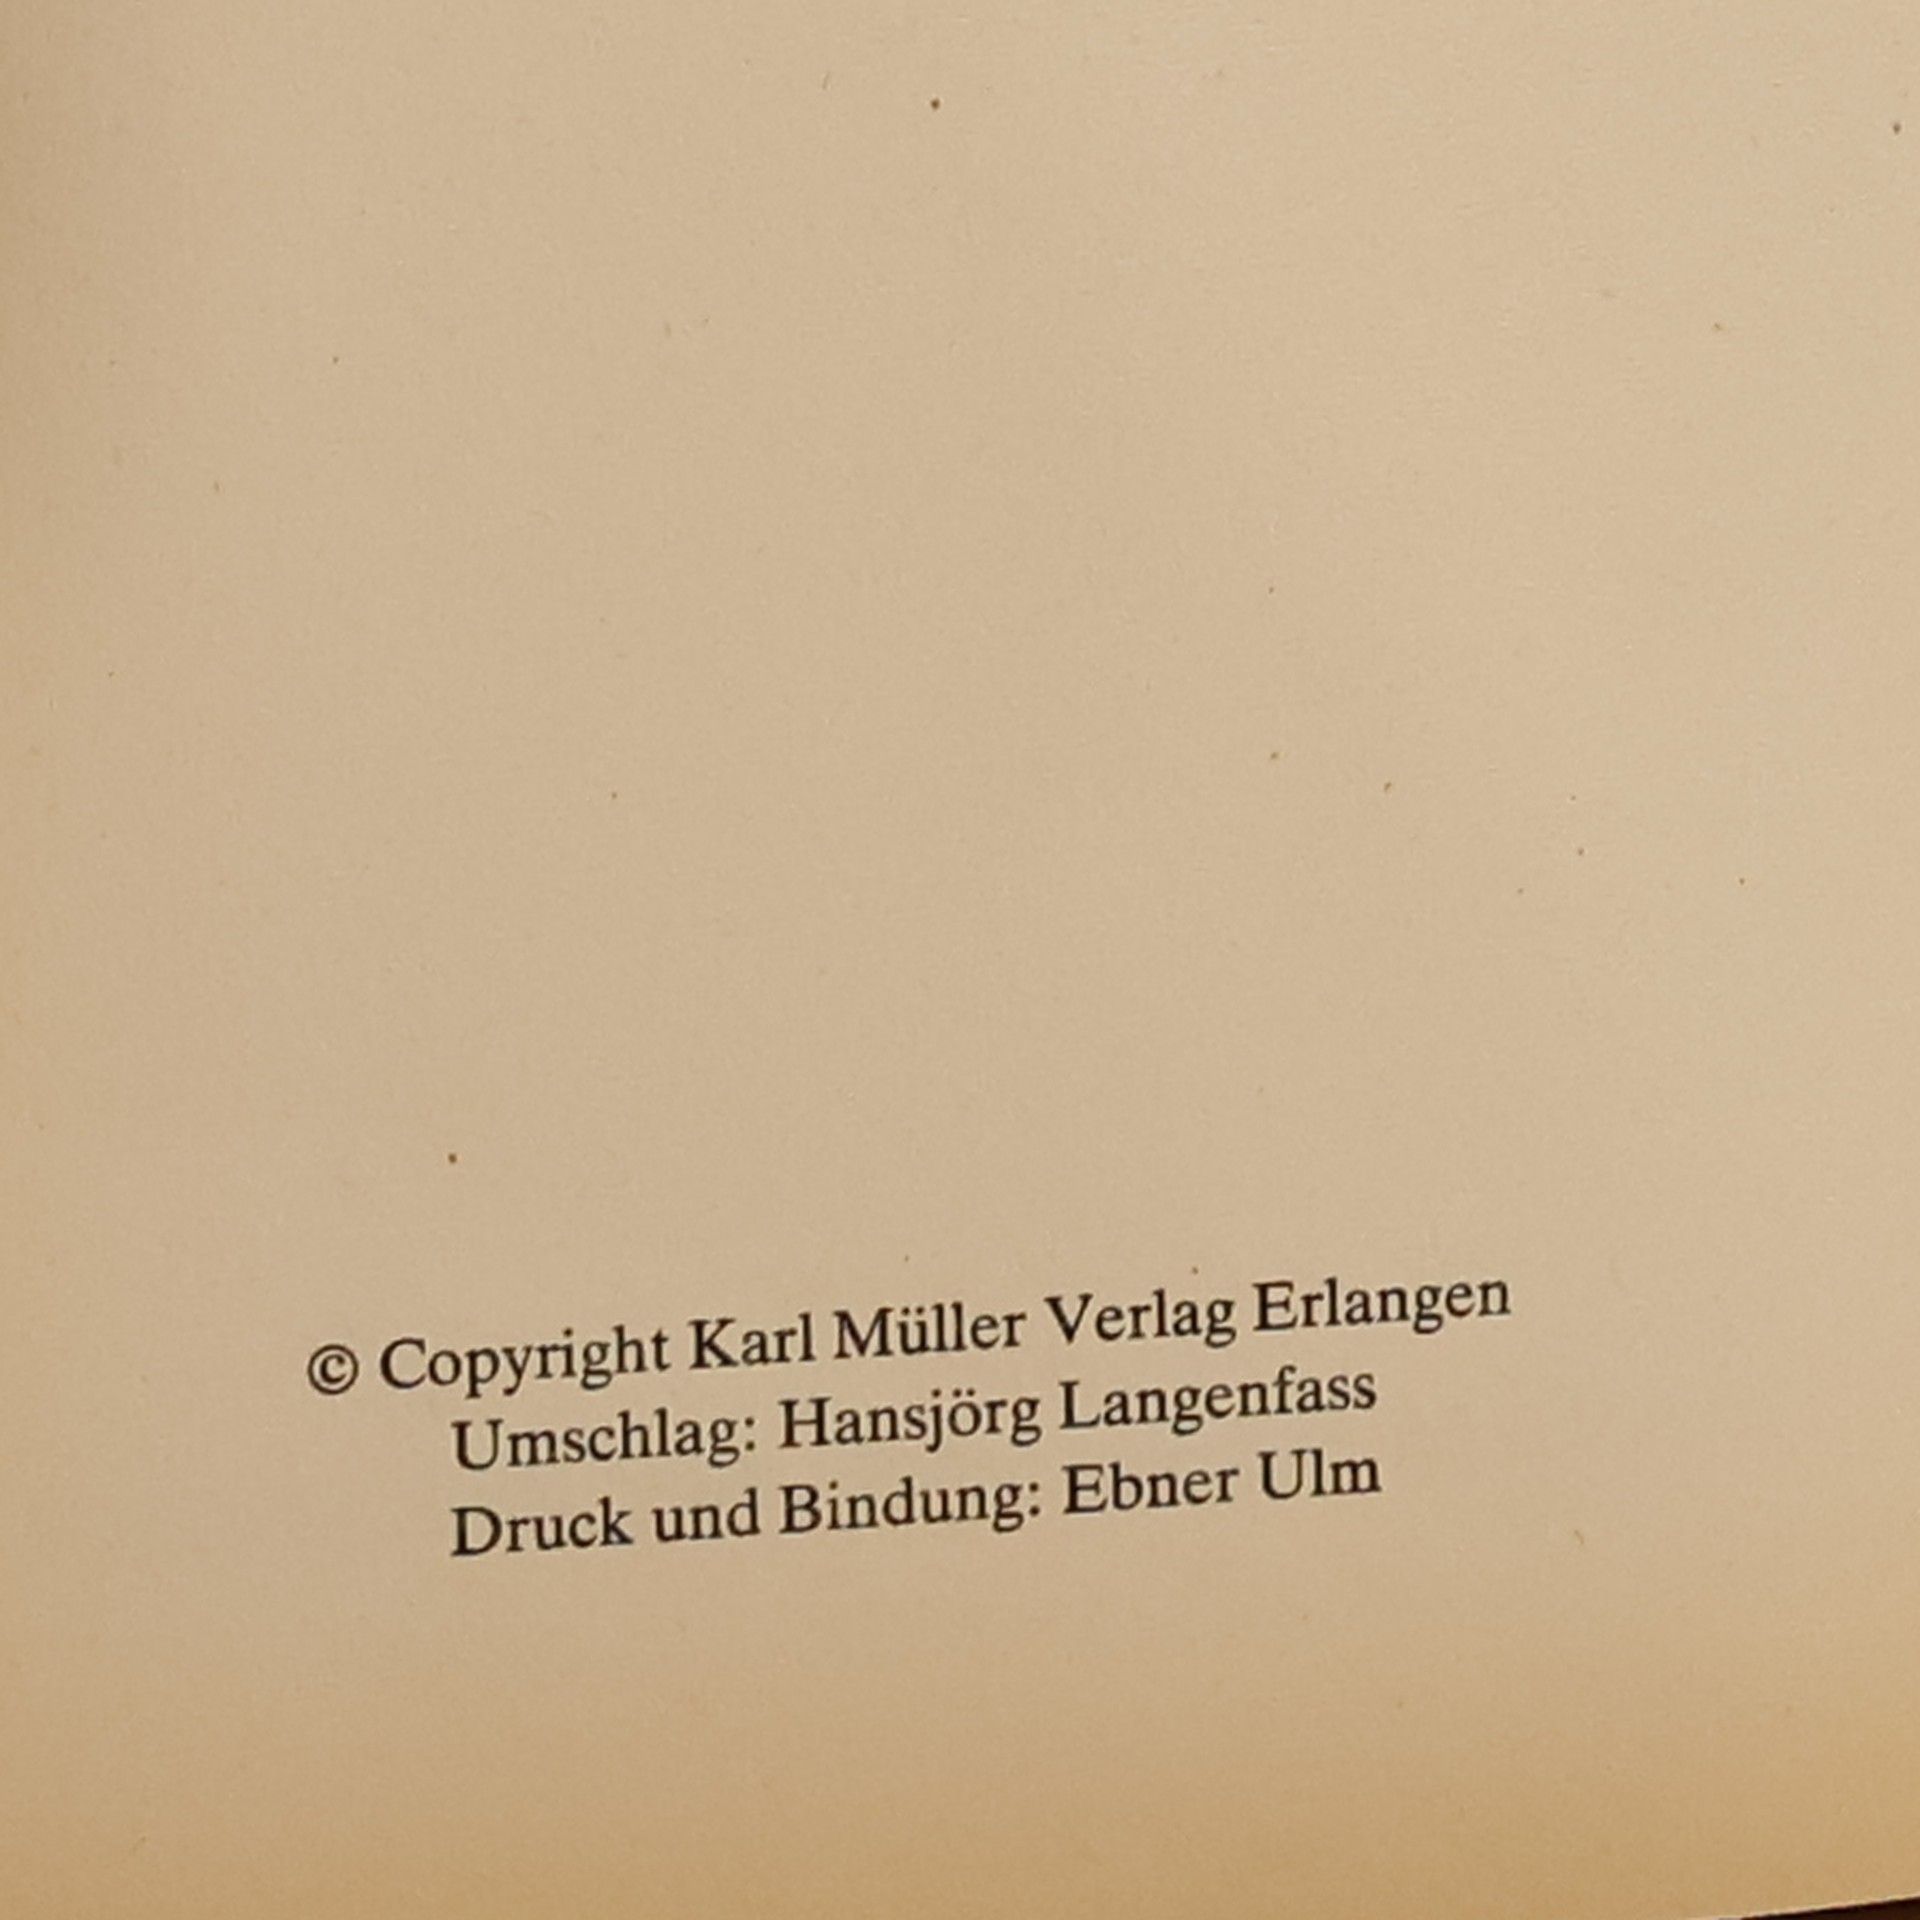 © Copyright Karl Müller Verlag Erlangen
Umschlag: Hansjörg Langenfass
Druck und Bindung: Ebner Ulm